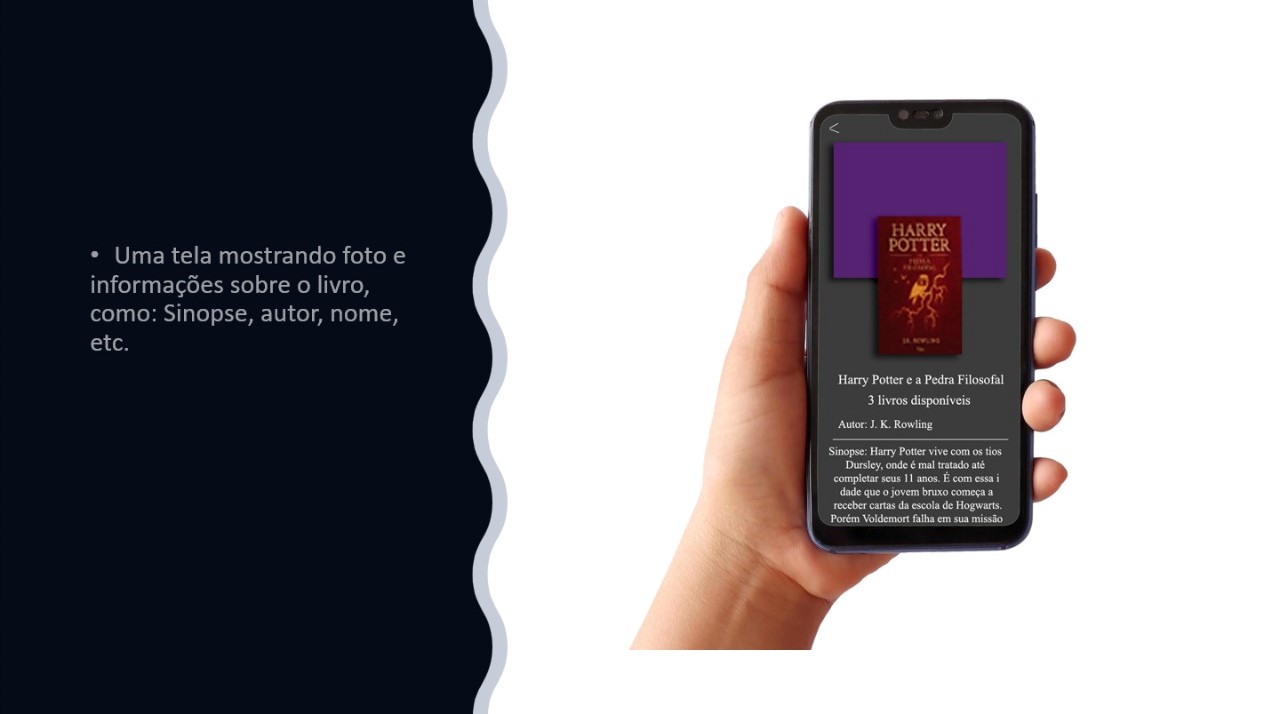 • Uma tela mostrando foto e
informações sobre o livro,
como: Sinopse, autor, nome,
etc.
<
HARRY
POTTER
PEDRA
FILOSOFAL
J.K. ROWLING
Harry Potter e a Pedra Filosofal
3 livros disponíveis
Autor: J. K. Rowling
Sinopse: Harry Potter vive com os tios
Dursley, onde é mal tratado até
completar seus 11 anos. É com essa i
dade que o jovem bruxo começa a
receber cartas da escola de Hogwarts.
Porém Voldemort falha em sua missão